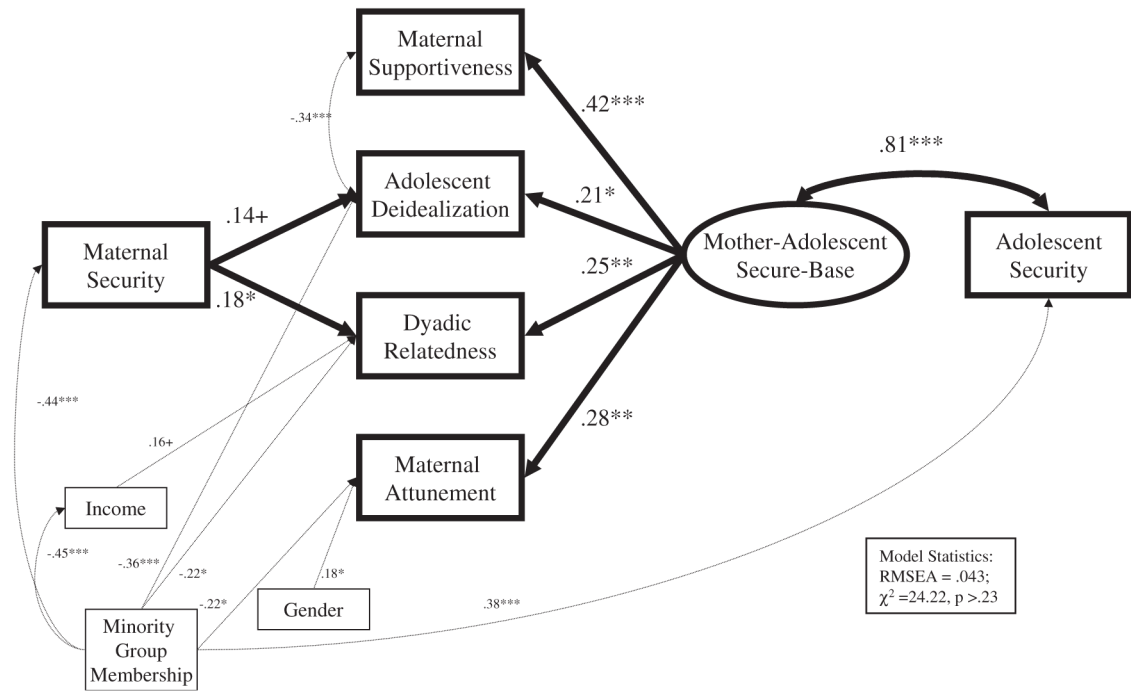 Maternal
Supportiveness
.42***
-.34***
.81***
Adolescent
Deidealization
.21*
.14+
Maternal
Security
Mother-Adolescent
Secure-Base
Adolescent
Security
.25**
.18*
Dyadic
Relatedness
-.44***
.28**
.16+
Maternal
Attunement
Income
-.45***
-.36***
-.22*
.18*
-.22*
Gender
.38***
Minority
Group
Membership
Model Statistics:
RMSEA = .043;
χ² =24.22, p >.23